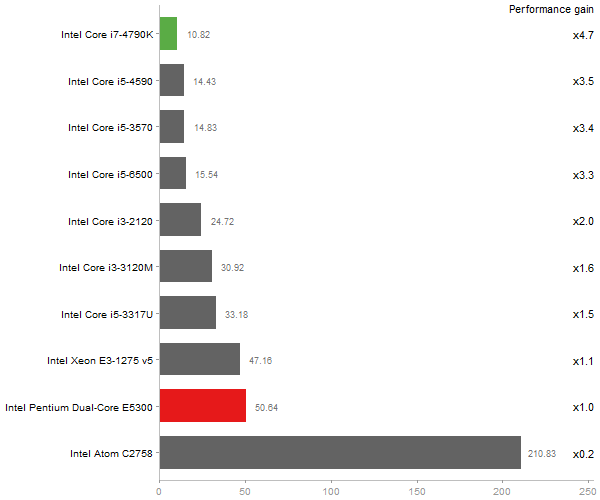 Performance gain
Intel Core i7-4790K 10.82 x4.7
Intel Core i5-4590 14.43 x3.5
Intel Core i5-3570 14.83 x3.4
Intel Core i5-6500 15.54 x3.3
Intel Core i3-2120 24.72 x2.0
Intel Core i3-3120M 30.92 x1.6
Intel Core i5-3317U 33.18 x1.5
Intel Xeon E3-1275 v5 47.16 x1.1
Intel Pentium Dual-Core E5300 50.64 x1.0
Intel Atom C2758 210.83 x0.2
0 50 100 150 200 250